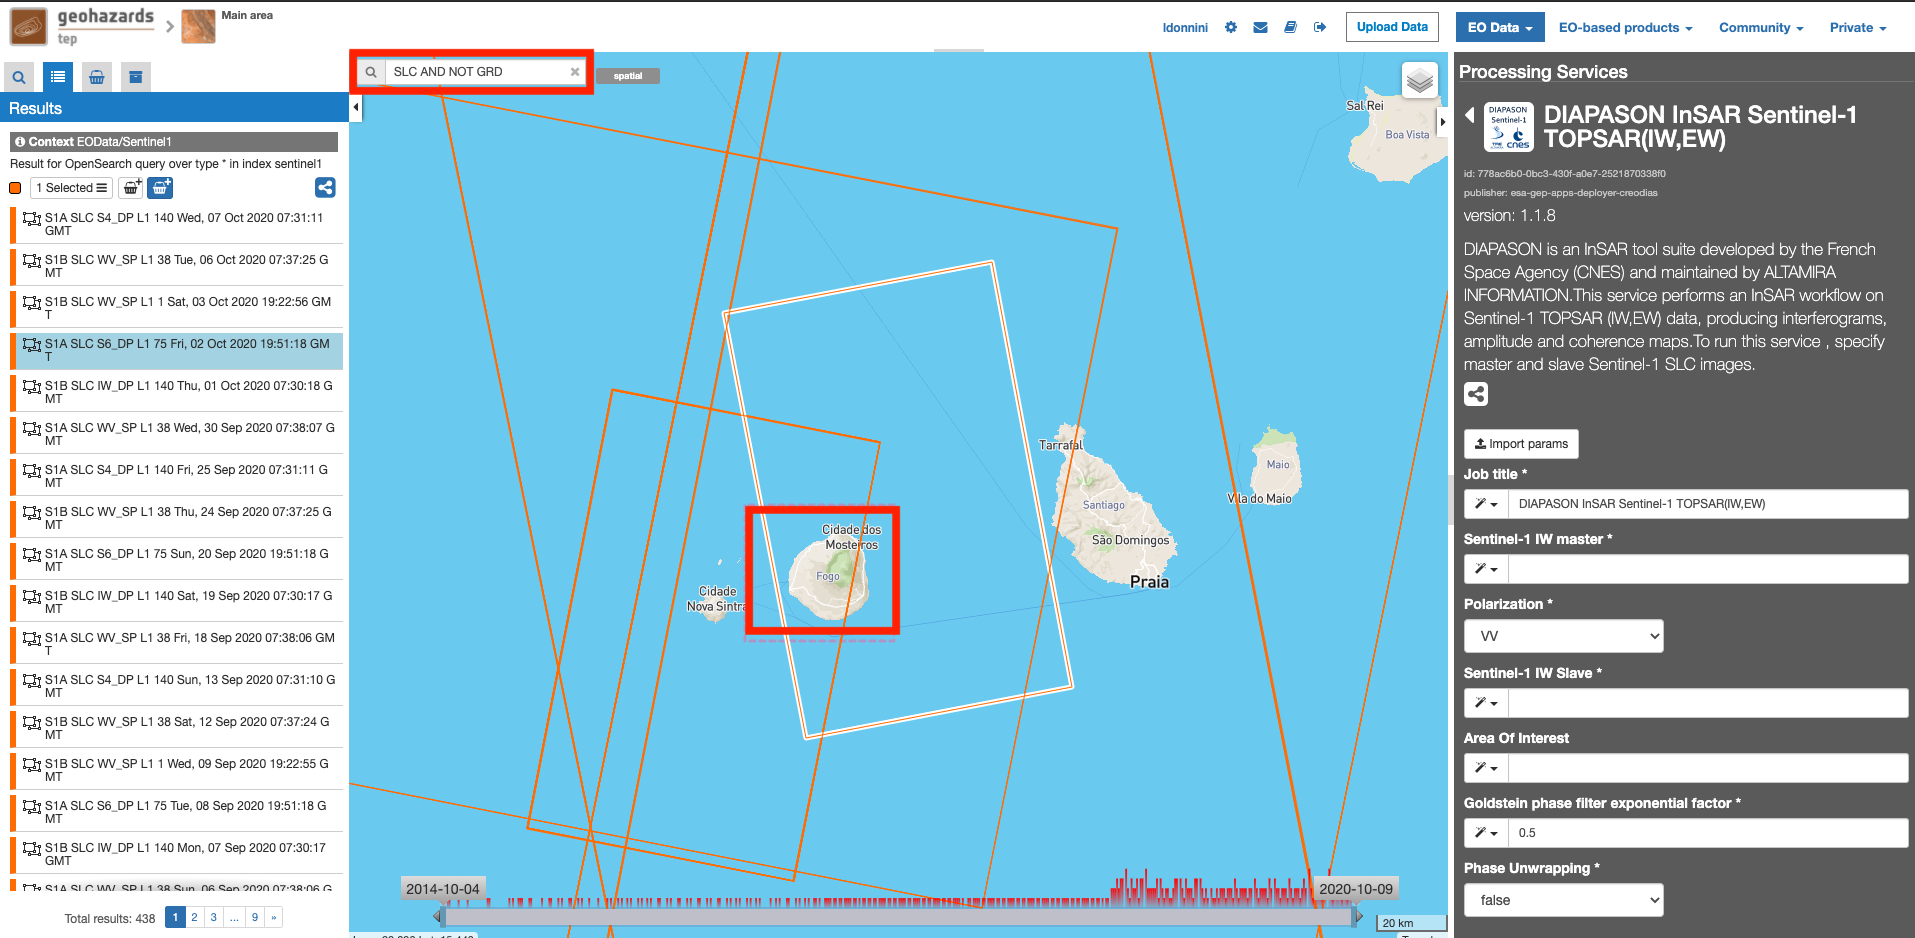 geohazards
tep
Main area
Idonnini
Upload Data
EO Data
EO-based products
Community
Private
SLC AND NOT GRD
spatial
Results
Context EOData/Sentinel1
Result for OpenSearch query over type * in index sentinel1
1 Selected
S1A SLC S4_DP L1 140 Wed, 07 Oct 2020 07:31:11
GMT
S1B SLC WV_SP L1 38 Tue, 06 Oct 2020 07:37:25 G
MT
S1B SLC WV_SP L1 1 Sat, 03 Oct 2020 19:22:56 GM
T
S1A SLC S6_DP L1 75 Fri, 02 Oct 2020 19:51:18 GM
T
S1B SLC IW_DP L1 140 Thu, 01 Oct 2020 07:30:18 G
MT
S1A SLC WV_SP L1 38 Wed, 30 Sep 2020 07:38:07 G
MT
S1A SLC S4_DP L1 140 Fri, 25 Sep 2020 07:31:11 G
MT
S1B SLC WV_SP L1 38 Thu, 24 Sep 2020 07:37:25 G
MT
S1A SLC S6_DP L1 75 Sun, 20 Sep 2020 19:51:18 G
MT
S1B SLC IW_DP L1 140 Sat, 19 Sep 2020 07:30:17 G
MT
S1A SLC WV_SP L1 38 Fri, 18 Sep 2020 07:38:06 GM
T
S1A SLC S4_DP L1 140 Sun, 13 Sep 2020 07:31:10 G
MT
S1B SLC WV_SP L1 38 Sat, 12 Sep 2020 07:37:24 G
MT
S1B SLC WV_SP L1 1 Wed, 09 Sep 2020 19:22:55 G
MT
S1A SLC S6_DP L1 75 Tue, 08 Sep 2020 19:51:18 G
MT
S1B SLC IW_DP L1 140 Mon, 07 Sep 2020 07:30:17
GMT
S1A SLC WV_SP L1 38 Sun, 06 Sep 2020 07:38:06 G
Total results: 438
1 2 3 ... 9 »
Sal Rei
Boa Vista
Tarrafal
Maio
Vila do Maio
Santiago
São Domingos
Praia
Cidade dos
Mosteiros
Fogo
Cidade
Nova Sintra
2014-10-04
2020-10-09
20 km
Processing Services
DIAPASON
Sentinel-1
cnes
DIAPASON InSAR Sentinel-1
TOPSAR(IW,EW)
id: 778ac6b0-0bc3-430f-a0e7-2521870338f0
publisher: esa-gep-apps-deployer-creodias
version: 1.1.8
DIAPASON is an InSAR tool suite developed by the French
Space Agency (CNES) and maintained by ALTAMIRA
INFORMATION.This service performs an InSAR workflow on
Sentinel-1 TOPSAR (IW,EW) data, producing interferograms,
amplitude and coherence maps.To run this service , specify
master and slave Sentinel-1 SLC images.
Import params
Job title *
DIAPASON InSAR Sentinel-1 TOPSAR(IW,EW)
Sentinel-1 IW master *
Polarization *
VV
Sentinel-1 IW Slave *
Area Of Interest
Goldstein phase filter exponential factor *
0.5
Phase Unwrapping *
false